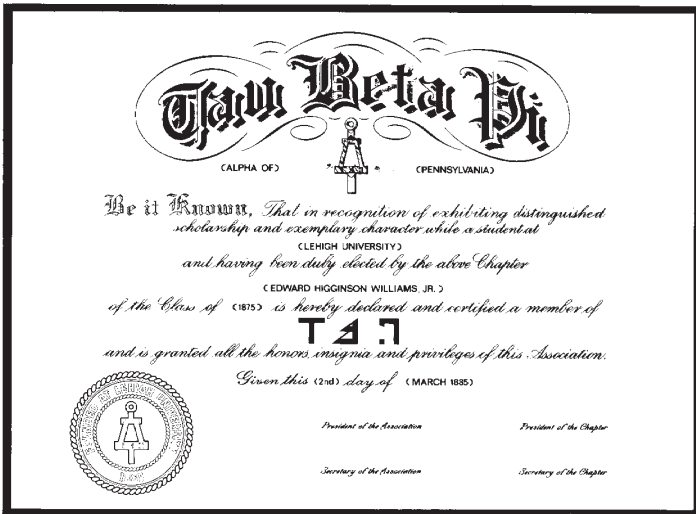 Tau Beta Pi
(ALPHA OF) (PENNSYLVANIA)
Be it Known, That in recognition of exhibiting distinguished
scholarship and exemplary character while a student at
(LEHIGH UNIVERSITY)
and having been duly elected by the above Chapter
(EDWARD HIGGINSON WILLIAMS, JR.)
of the Class of (1875) is hereby declared and certified a member of
and is granted all the honors, insignia and privileges of this Association.
Given this (2nd) day of (MARCH 1885)
President of the Association President of the Chapter
Secretary of the Association Secretary of the Chapter
AT LEHIGH UNIVERSITY